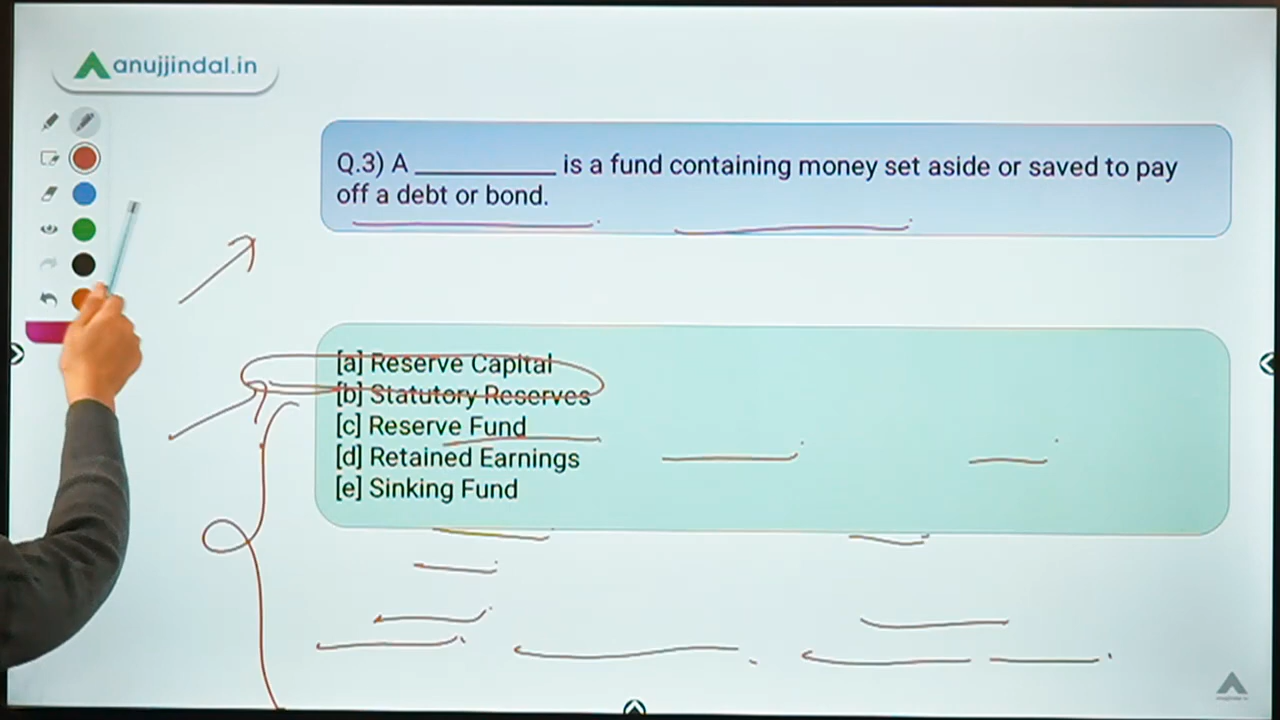 anujjindal.in
Q.3) A __________ is a fund containing money set aside or saved to pay
off a debt or bond.
[a] Reserve Capital
[b] Statutory Reserves
[c] Reserve Fund
[d] Retained Earnings
[e] Sinking Fund